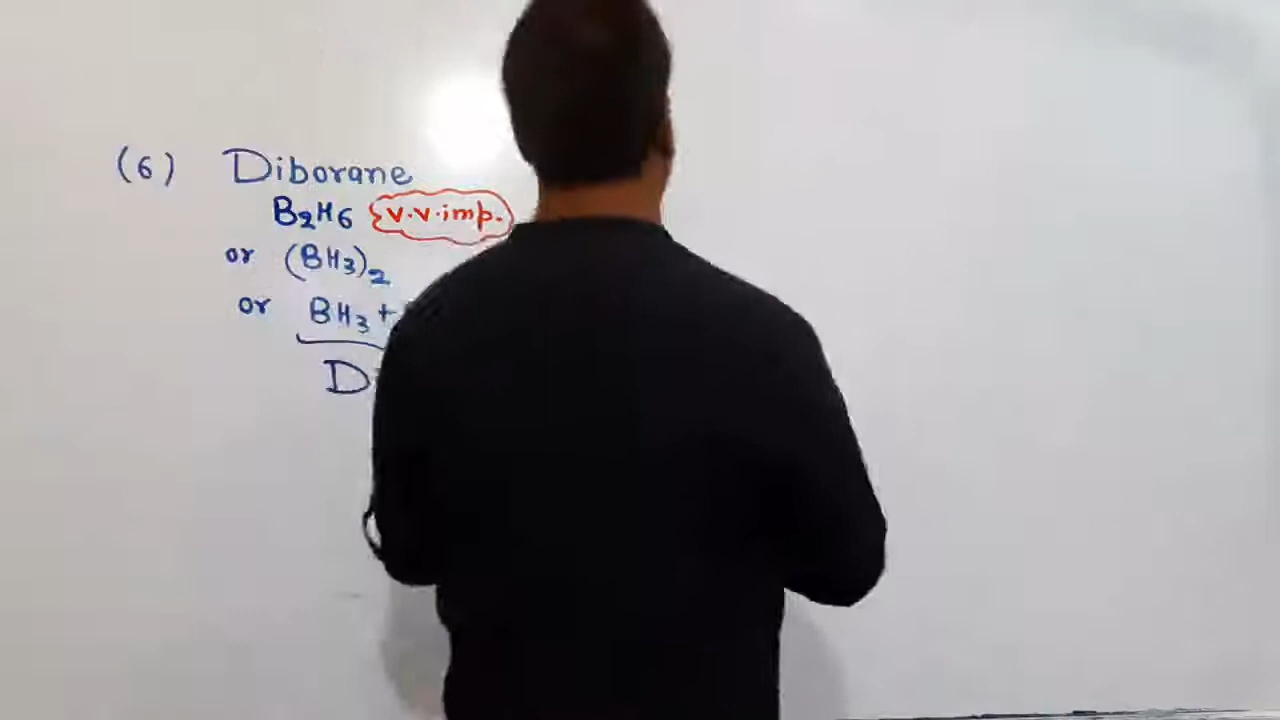 (6) Diborane
B₂H₆ v.v.imp.
or (BH₃)₂
or BH₃ +
D